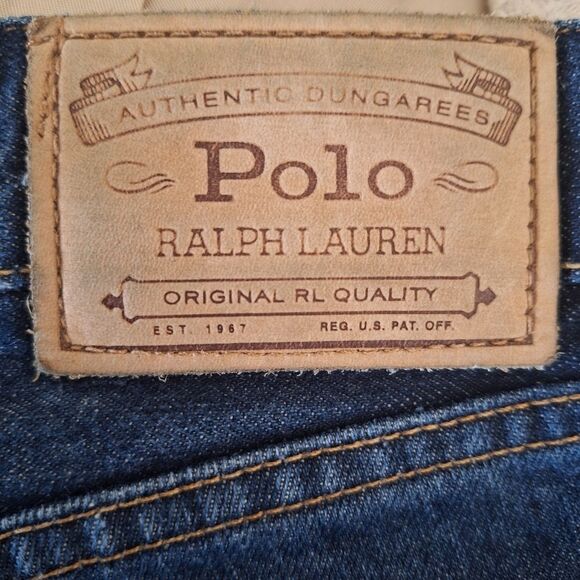 AUTHENTIC DUNGAREES
Polo
RALPH LAUREN
ORIGINAL RL QUALITY
EST. 1967 REG. U.S. PAT. OFF.